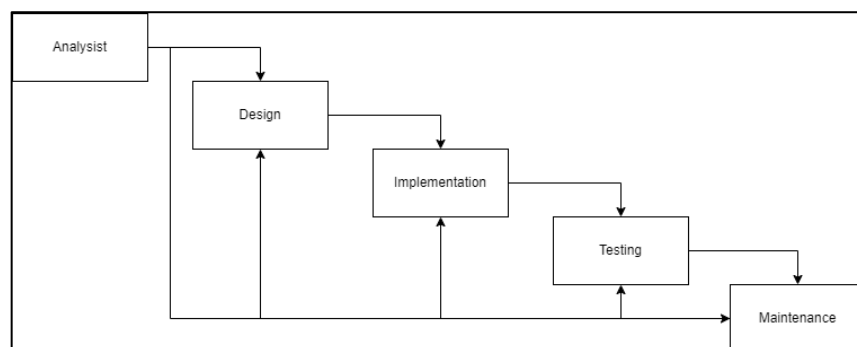 Analysist
Design
Implementation
Testing
Maintenance